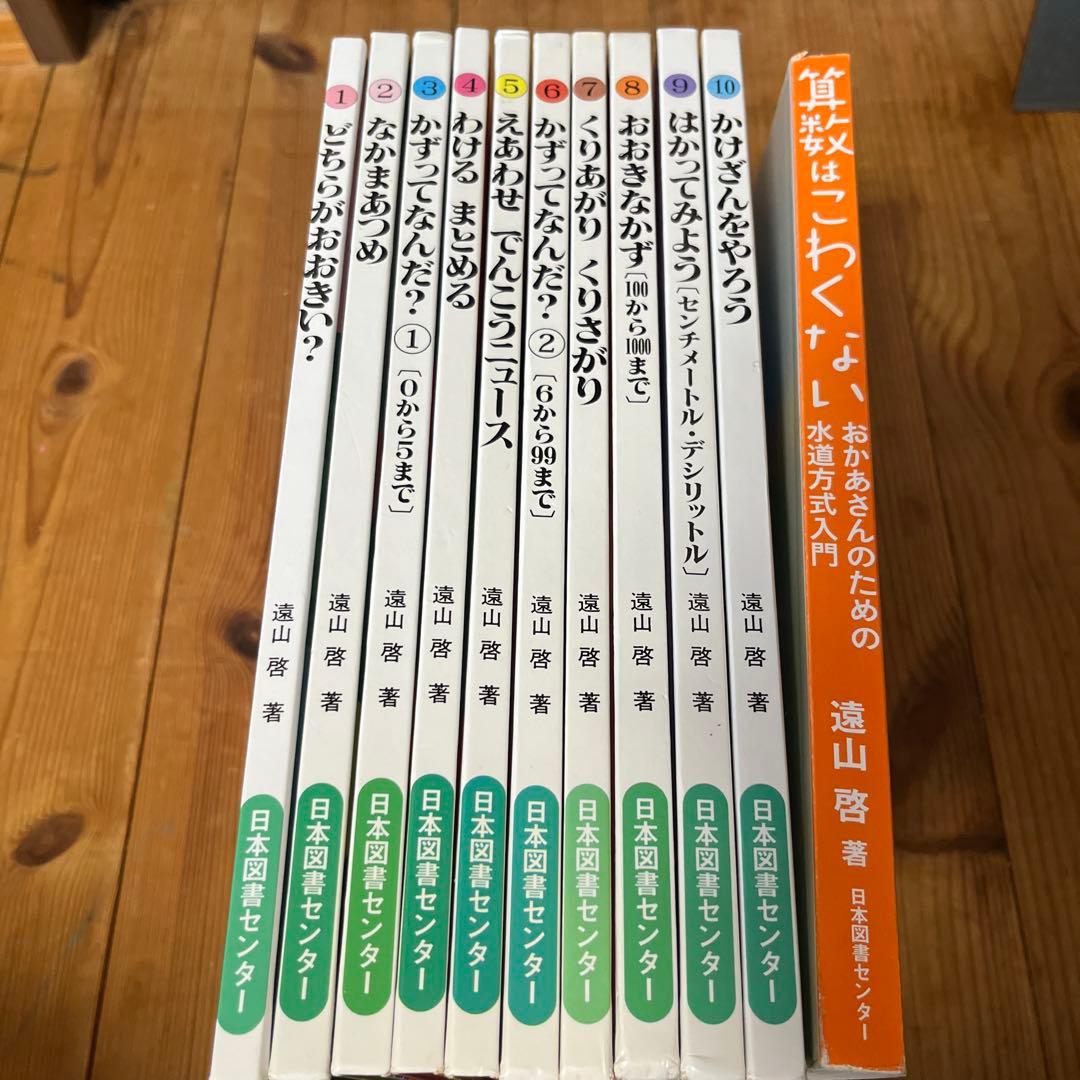 1
どちらがおおきい?
遠山 啓 著
日本図書センター
2
なかまあつめ
遠山 啓 著
日本図書センター
3
かずってなんだ? ① 〔0から5まで〕
遠山 啓 著
日本図書センター
4
わける まとめる
遠山 啓 著
日本図書センター
5
えあわせ でんこうニュース
遠山 啓 著
日本図書センター
6
かずってなんだ? ② 〔6から99まで〕
遠山 啓 著
日本図書センター
7
くりあがり くりさがり
遠山 啓 著
日本図書センター
8
おおきなかず〔100から1000まで〕
遠山 啓 著
日本図書センター
9
はかってみよう〔センチメートル・デシリットル〕
遠山 啓 著
日本図書センター
10
かけざんをやろう
遠山 啓 著
日本図書センター
算数はこわくない
おかあさんのための
水道方式入門
遠山 啓 著
日本図書センター